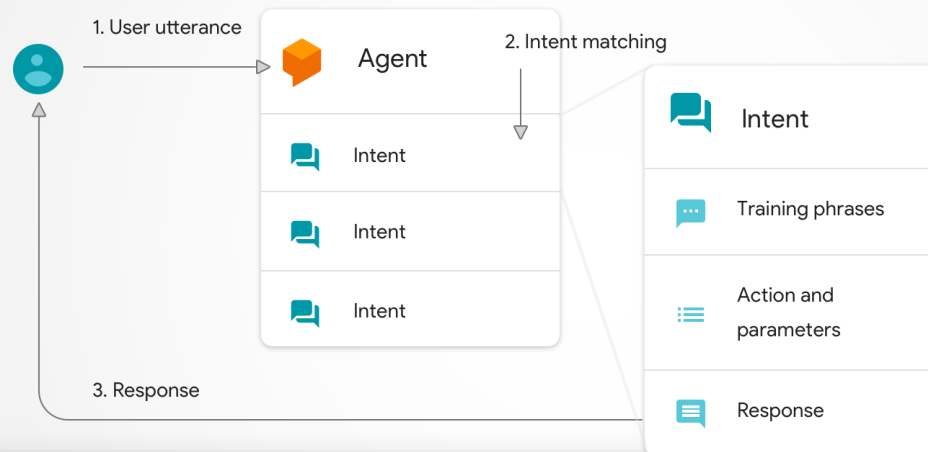 1. User utterance
Agent
2. Intent matching
Intent
Intent
Intent
3. Response
Intent
Training phrases
Action and
parameters
Response